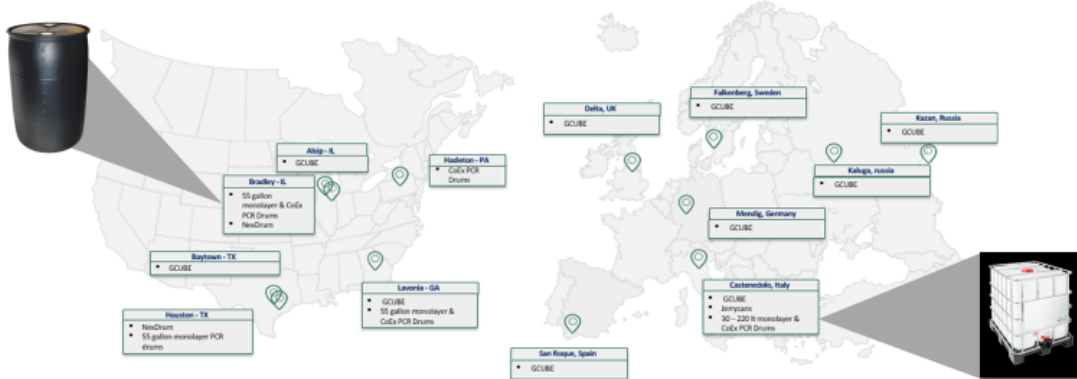 Alsip - IL
GCUBE
Hazleton - PA
CoEx PCR
Drums
Bradley - IL
55 gallon
monolayer & CoEx
PCR Drums
NexDrum
Baytown - TX
GCUBE
Lavonia - GA
GCUBE
55 gallon monolayer &
CoEx PCR Drums
Houston - TX
NexDrum
55 gallon monolayer PCR
drums
Delta, UK
GCUBE
Falkenberg, Sweden
GCUBE
Kazan, Russia
GCUBE
Kaluga, russia
GCUBE
Mendig, Germany
GCUBE
Castenedolo, Italy
GCUBE
Jerrycans
30 – 220 lt monolayer &
CoEx PCR Drums
San Roque, Spain
GCUBE